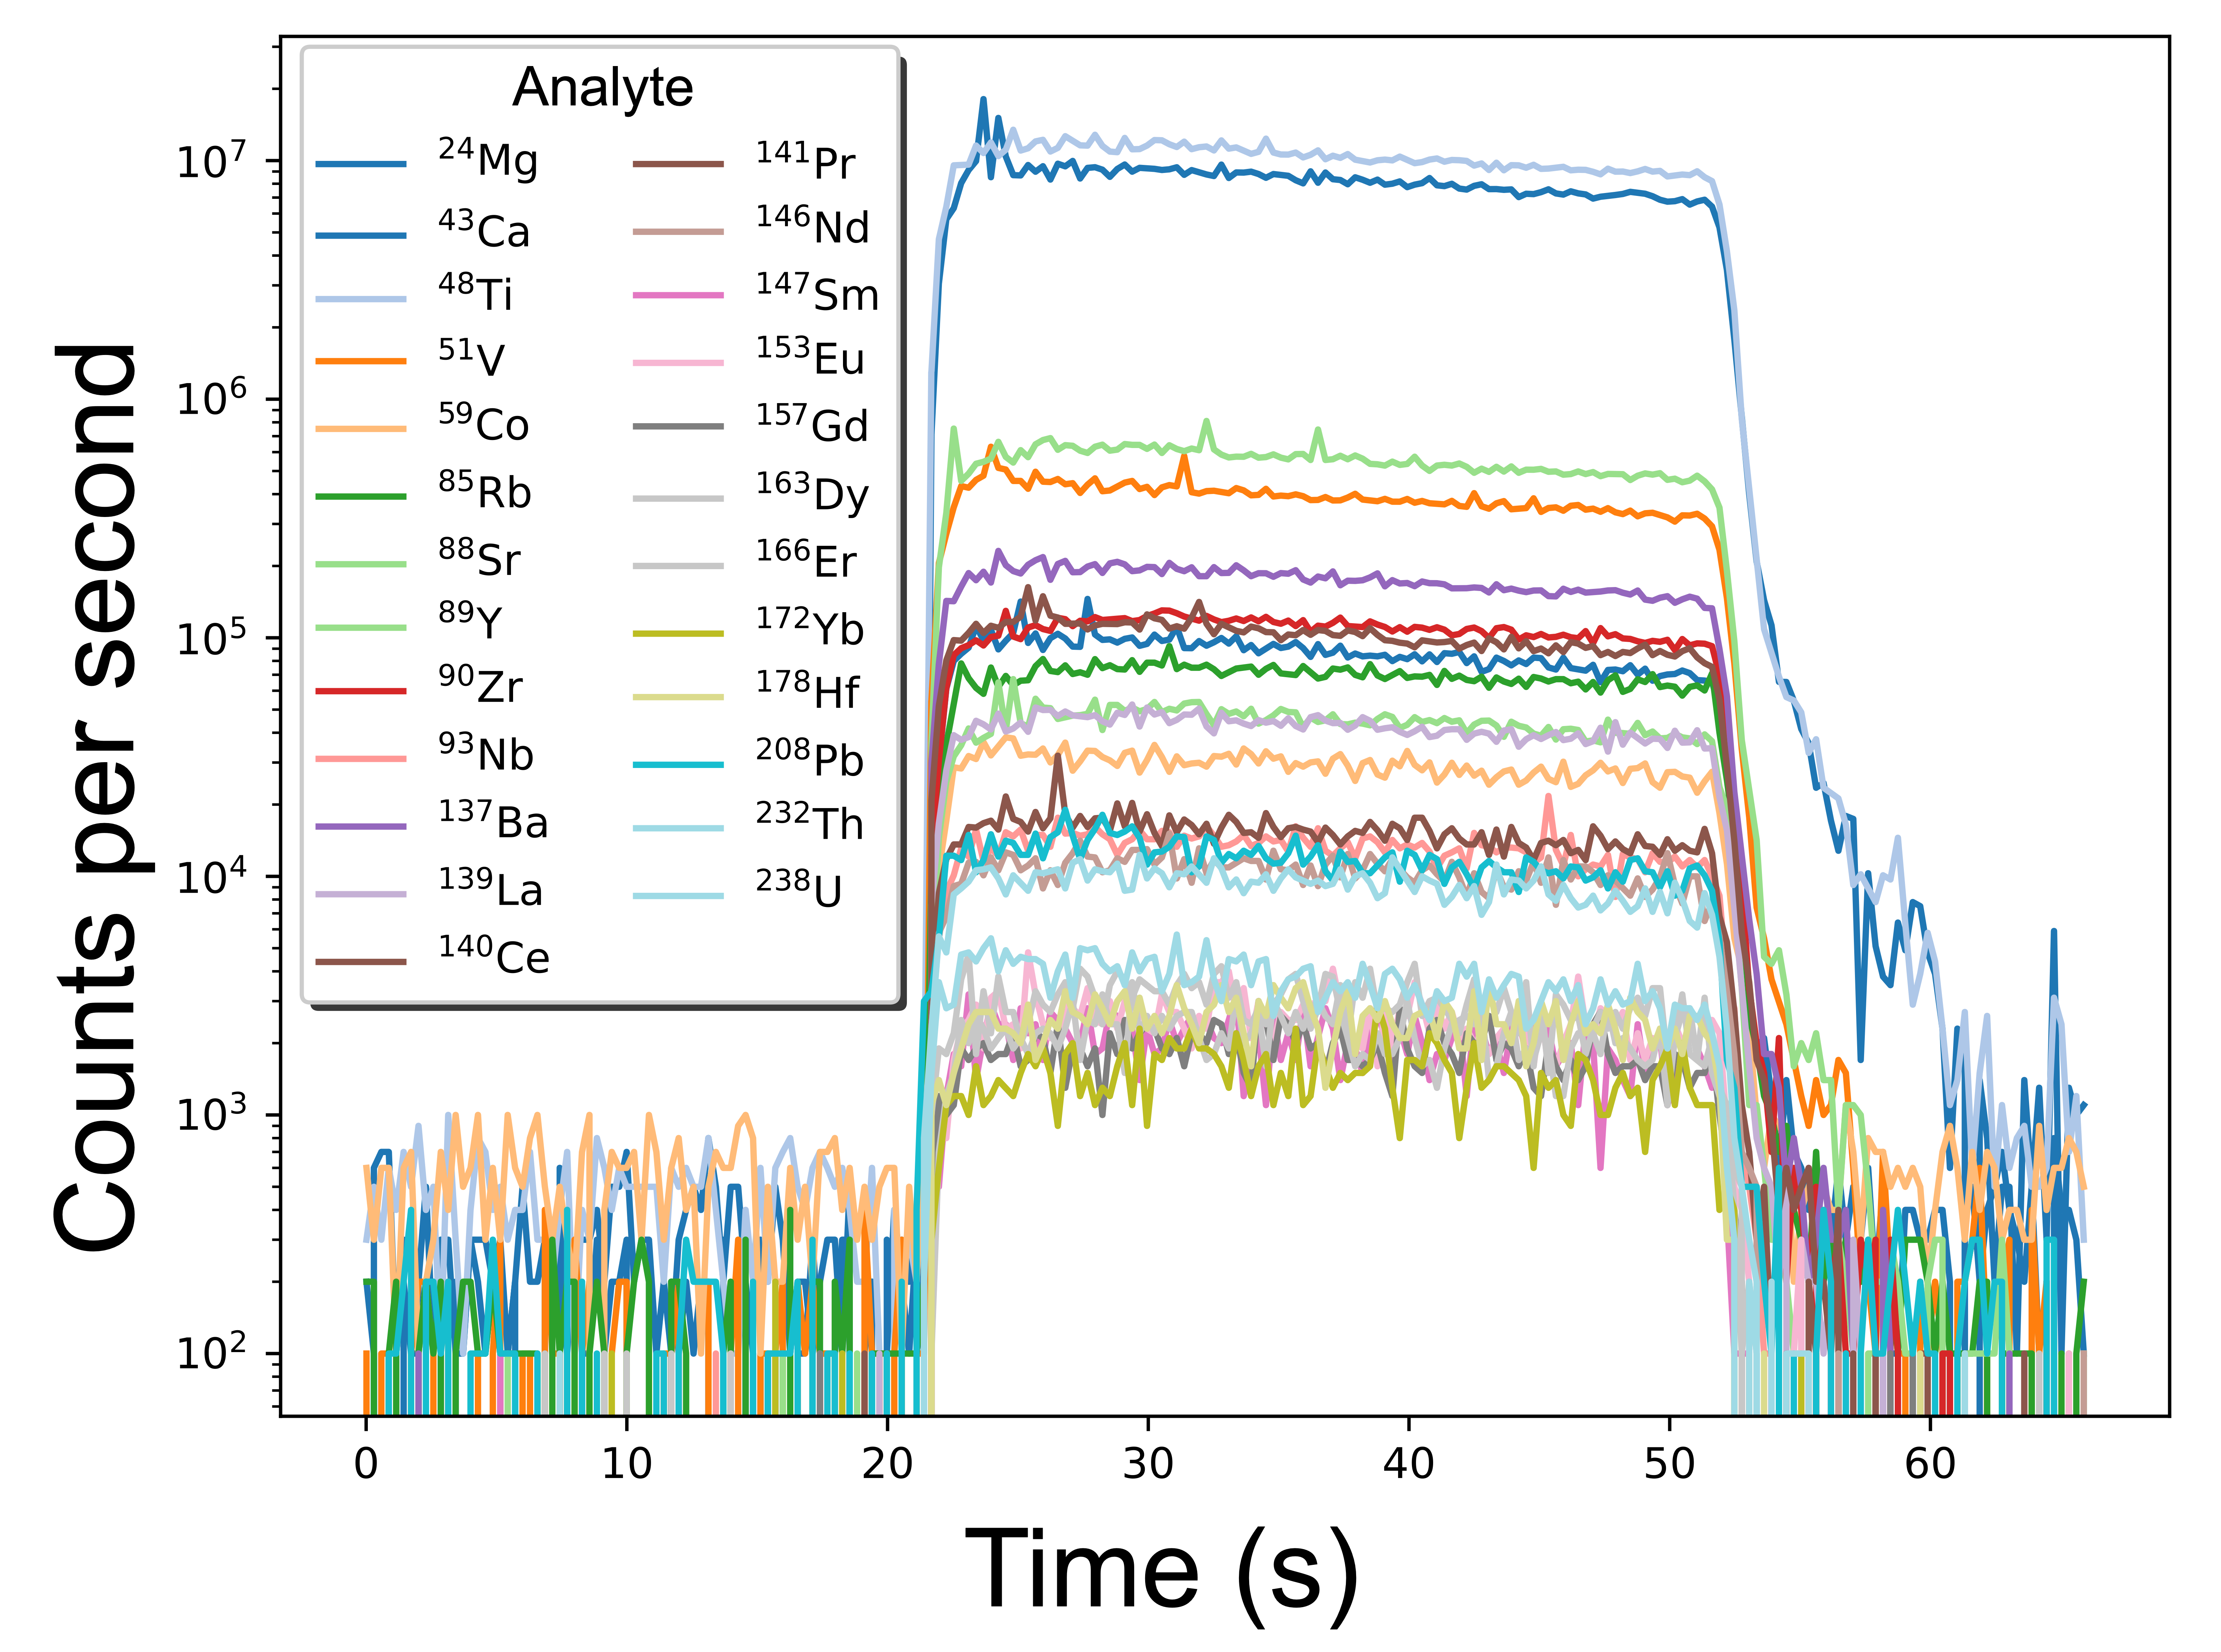 Analyte
²⁴Mg
⁴³Ca
⁴⁸Ti
⁵¹V
⁵⁹Co
⁸⁵Rb
⁸⁸Sr
⁸⁹Y
⁹⁰Zr
⁹³Nb
¹³⁷Ba
¹³⁹La
¹⁴⁰Ce
¹⁴¹Pr
¹⁴⁶Nd
¹⁴⁷Sm
¹⁵³Eu
¹⁵⁷Gd
¹⁶³Dy
¹⁶⁶Er
¹⁷²Yb
¹⁷⁸Hf
²⁰⁸Pb
²³²Th
²³⁸U
Counts per second
10⁷
10⁶
10⁵
10⁴
10³
10²
0 10 20 30 40 50 60
Time (s)